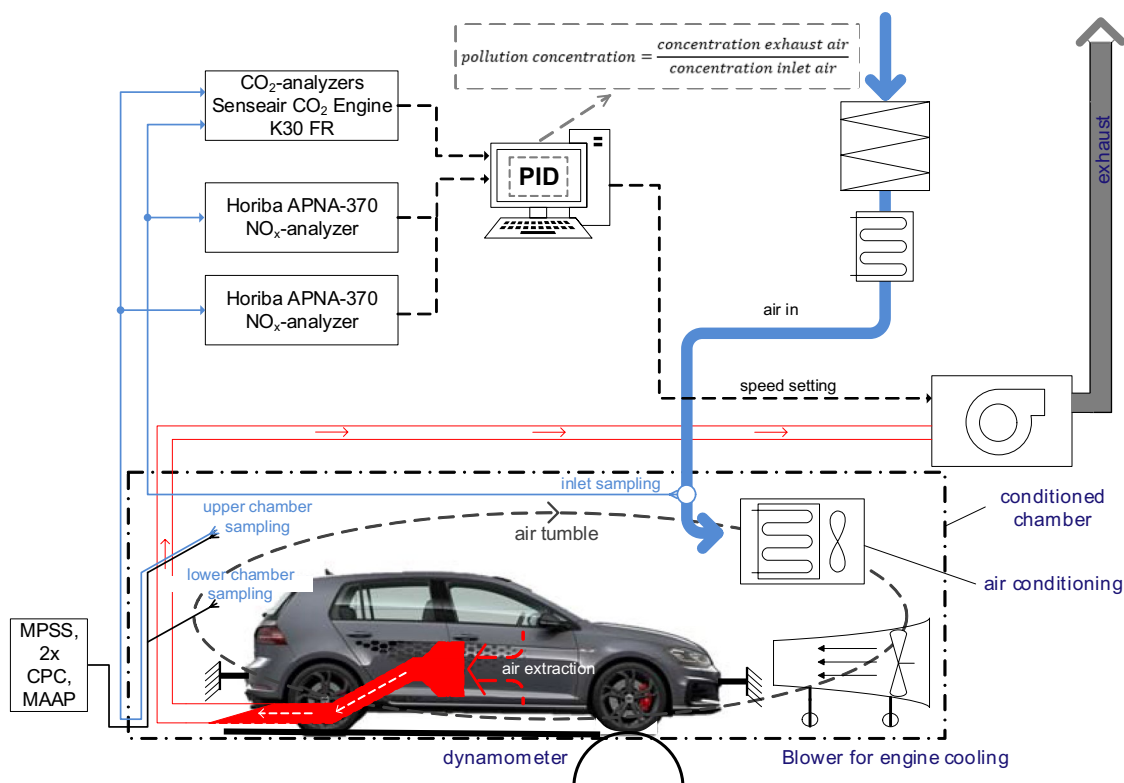 pollution concentration = concentration exhaust air / concentration inlet air
CO₂-analyzers
Senseair CO₂ Engine
K30 FR
PID
exhaust
Horiba APNA-370
NOₓ-analyzer
Horiba APNA-370
NOₓ-analyzer
air in
speed setting
inlet sampling
upper chamber
sampling
air tumble
conditioned
chamber
lower chamber
sampling
air conditioning
MPSS,
2x
CPC,
MAAP
air extraction
dynamometer
Blower for engine cooling